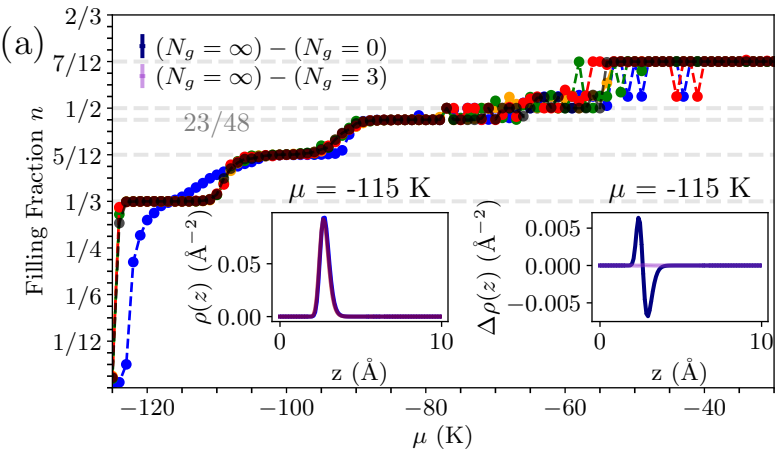 (a)
Filling Fraction n
2/3
7/12
1/2
5/12
1/3
1/4
1/6
1/12
(N_g = ∞) − (N_g = 0)
(N_g = ∞) − (N_g = 3)
23/48
μ = -115 K
ρ(z) (Å⁻²)
0.05
0.00
0
10
z (Å)
μ = -115 K
Δρ(z) (Å⁻²)
0.005
0.000
−0.005
0
10
z (Å)
−120
−100
−80
−60
−40
μ (K)